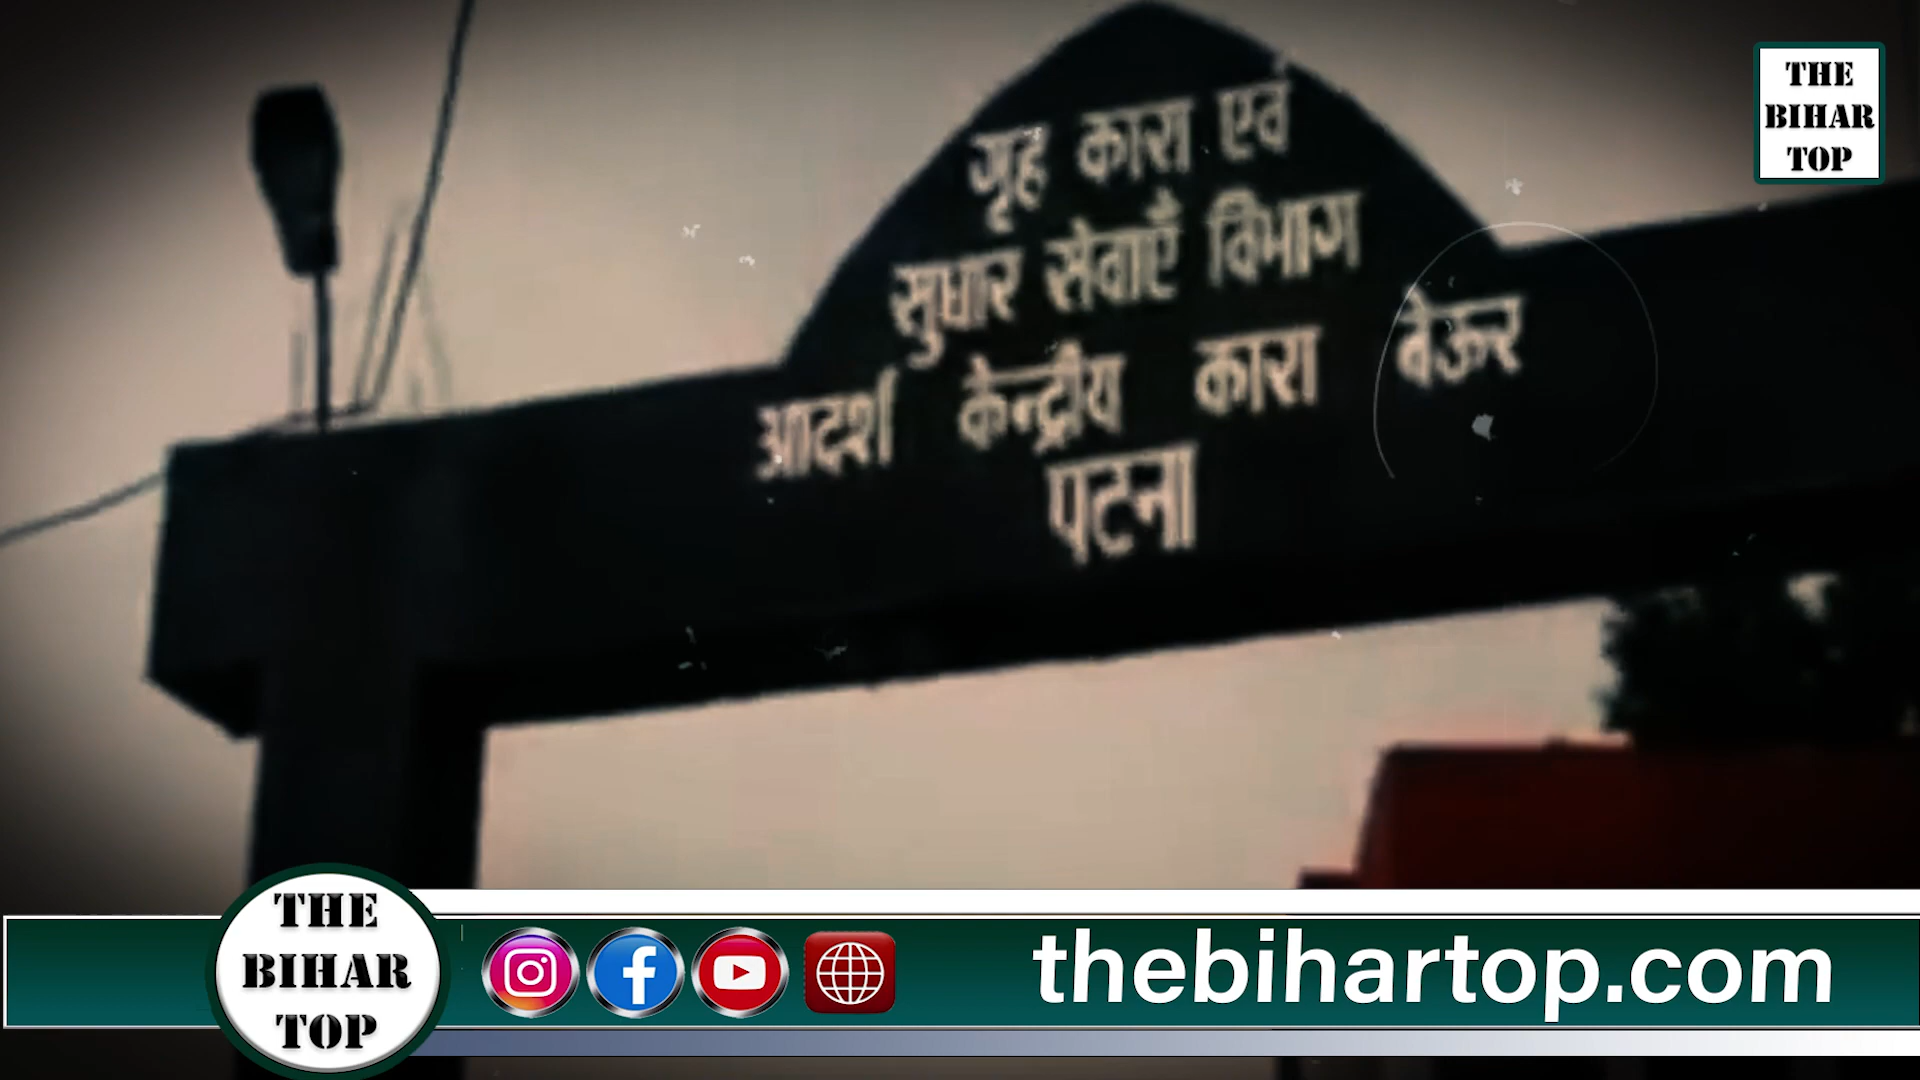 THE
BIHAR
TOP
गृह कारा एवं
सुधार सेवाएँ विभाग
आदर्श केन्द्रीय कारा बेऊर
पटना
THE
BIHAR
TOP
thebihartop.com